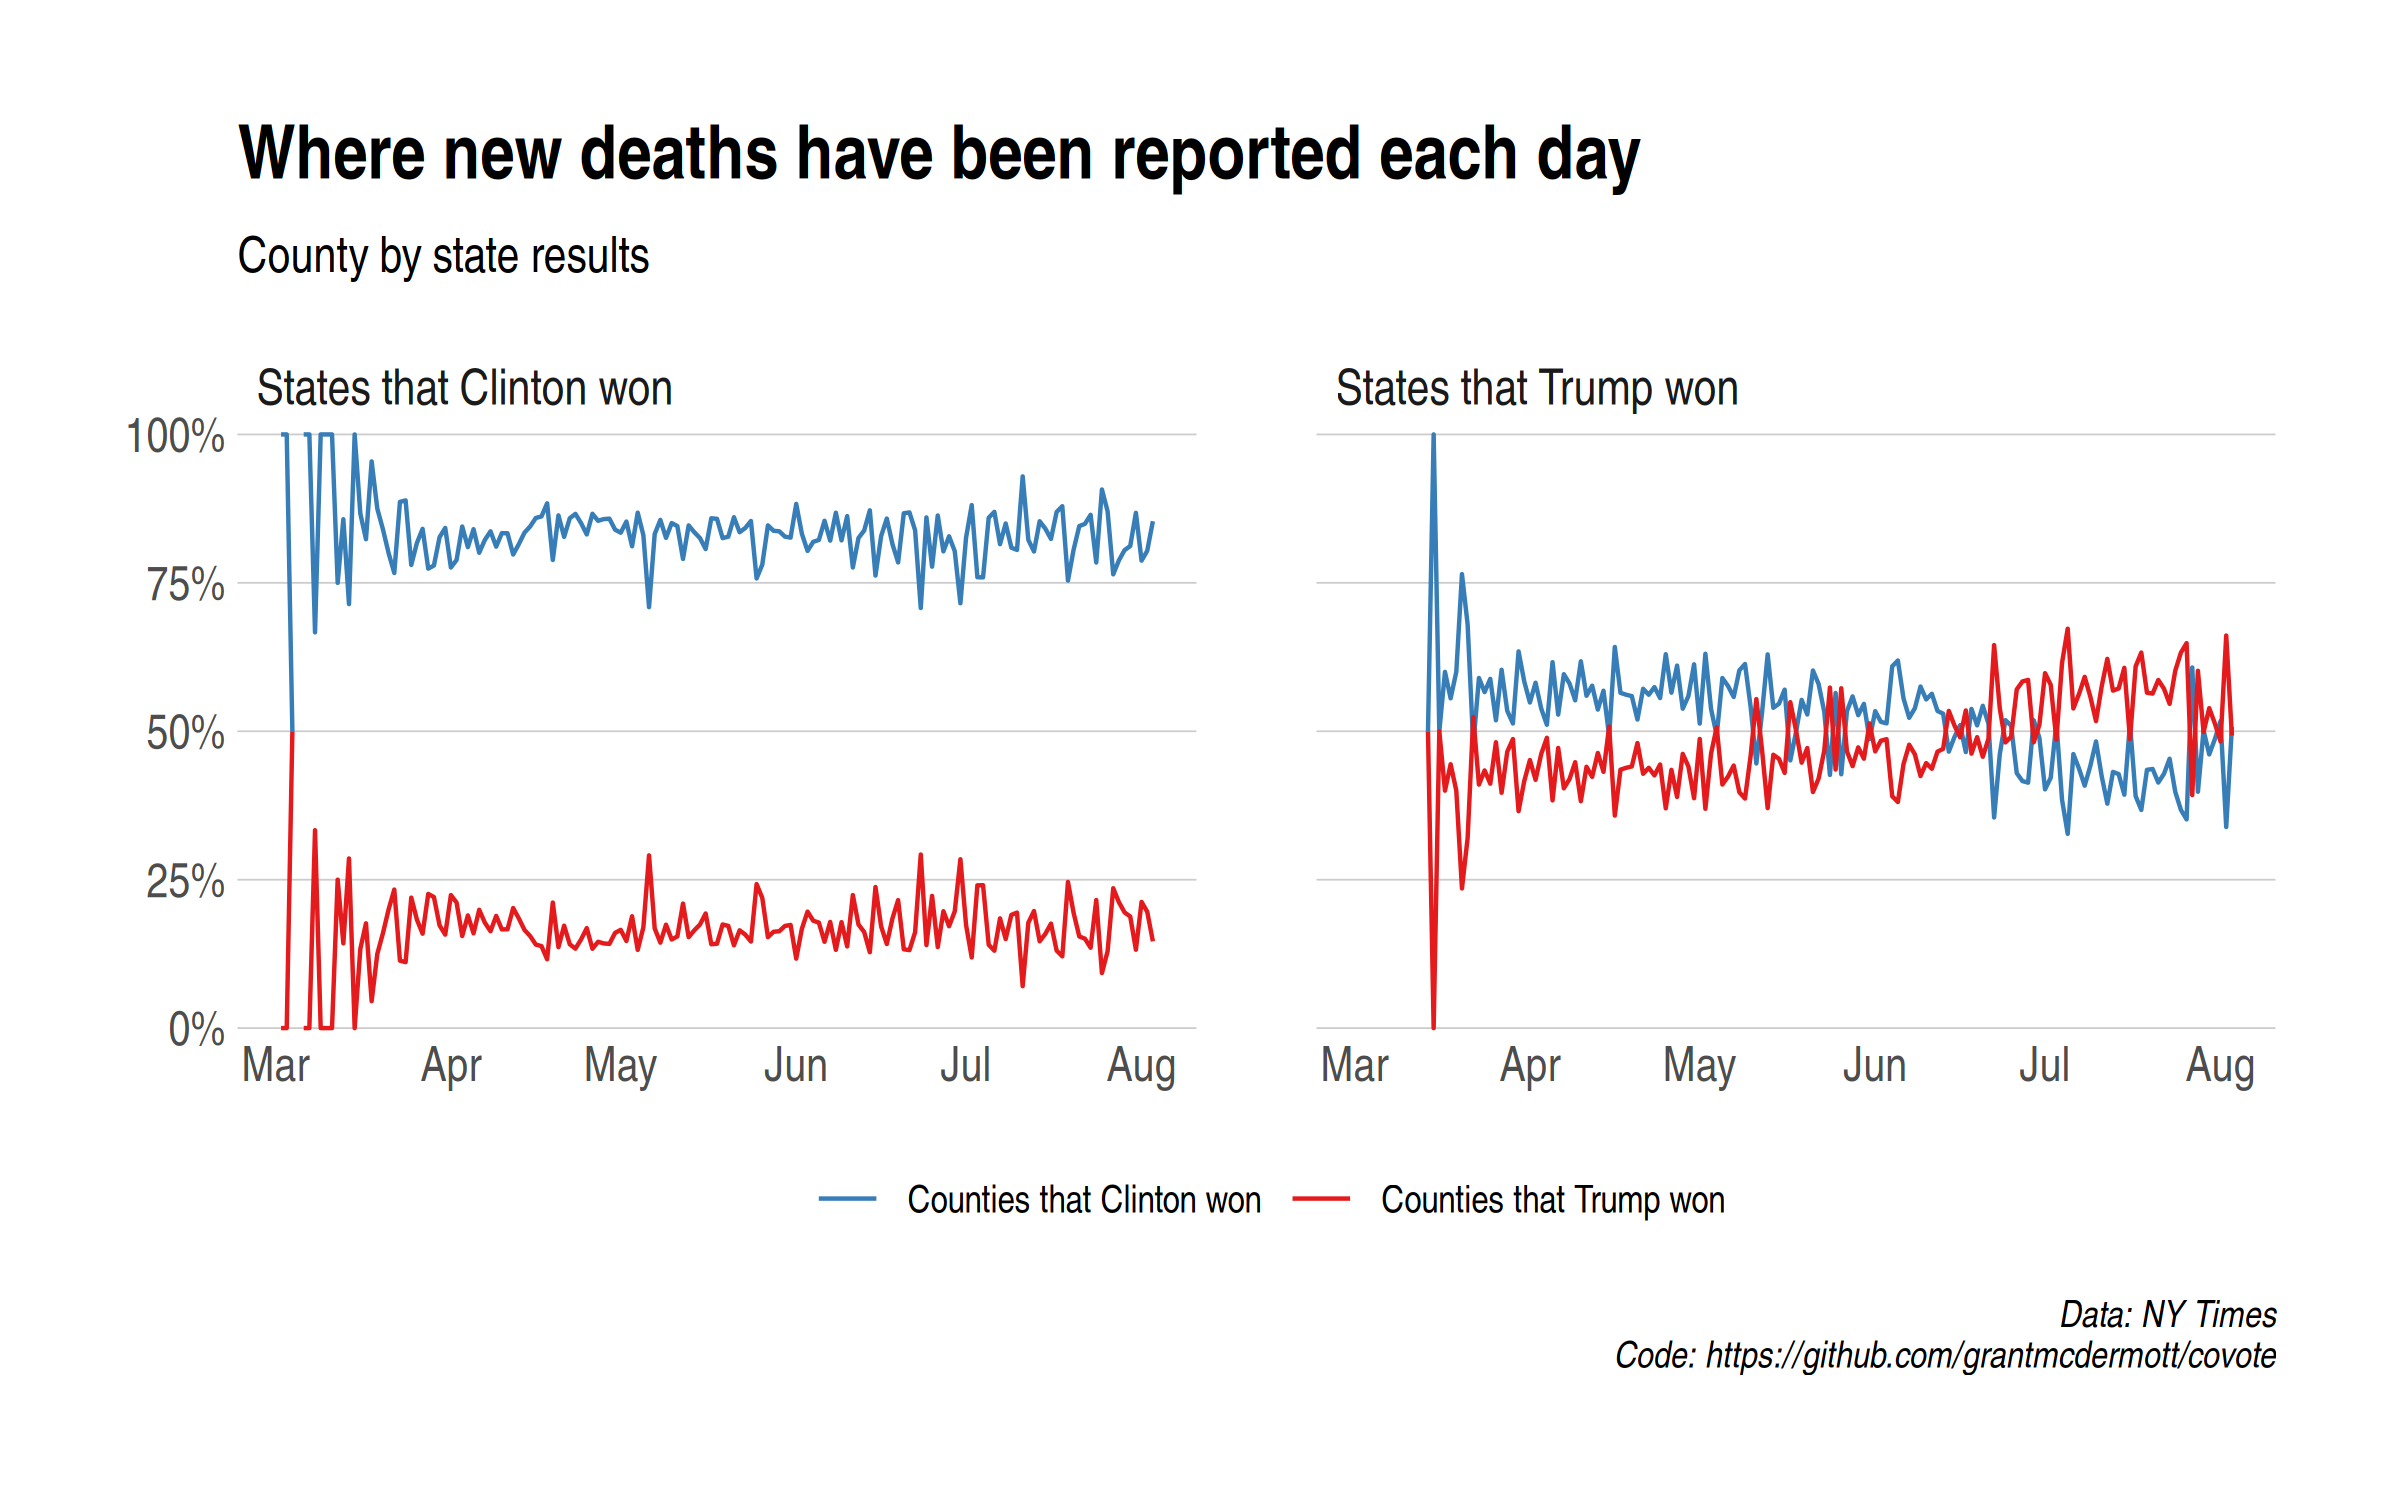 Where new deaths have been reported each day
County by state results
States that Clinton won
States that Trump won
100%
75%
50%
25%
0%
Mar Apr May Jun Jul Aug
Mar Apr May Jun Jul Aug
Counties that Clinton won
Counties that Trump won
Data: NY Times
Code: https://github.com/grantmcdermott/covote